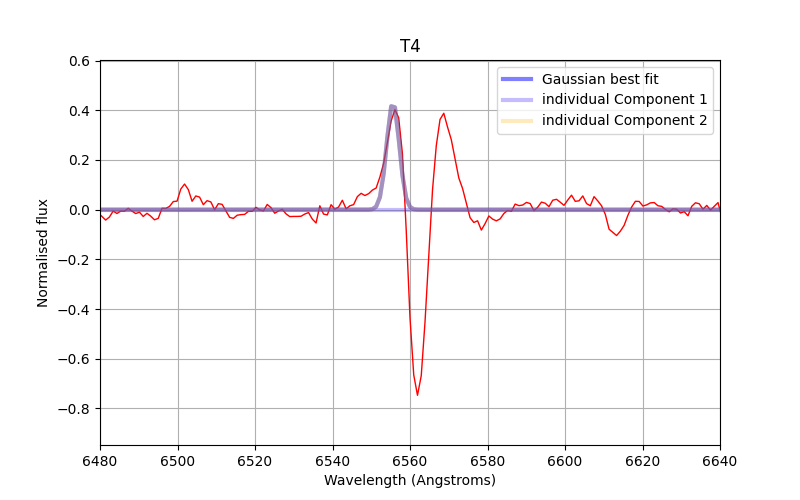 T4
Gaussian best fit
individual Component 1
individual Component 2
Normalised flux
0.6
0.4
0.2
0.0
−0.2
−0.4
−0.6
−0.8
6480 6500 6520 6540 6560 6580 6600 6620 6640
Wavelength (Angstroms)